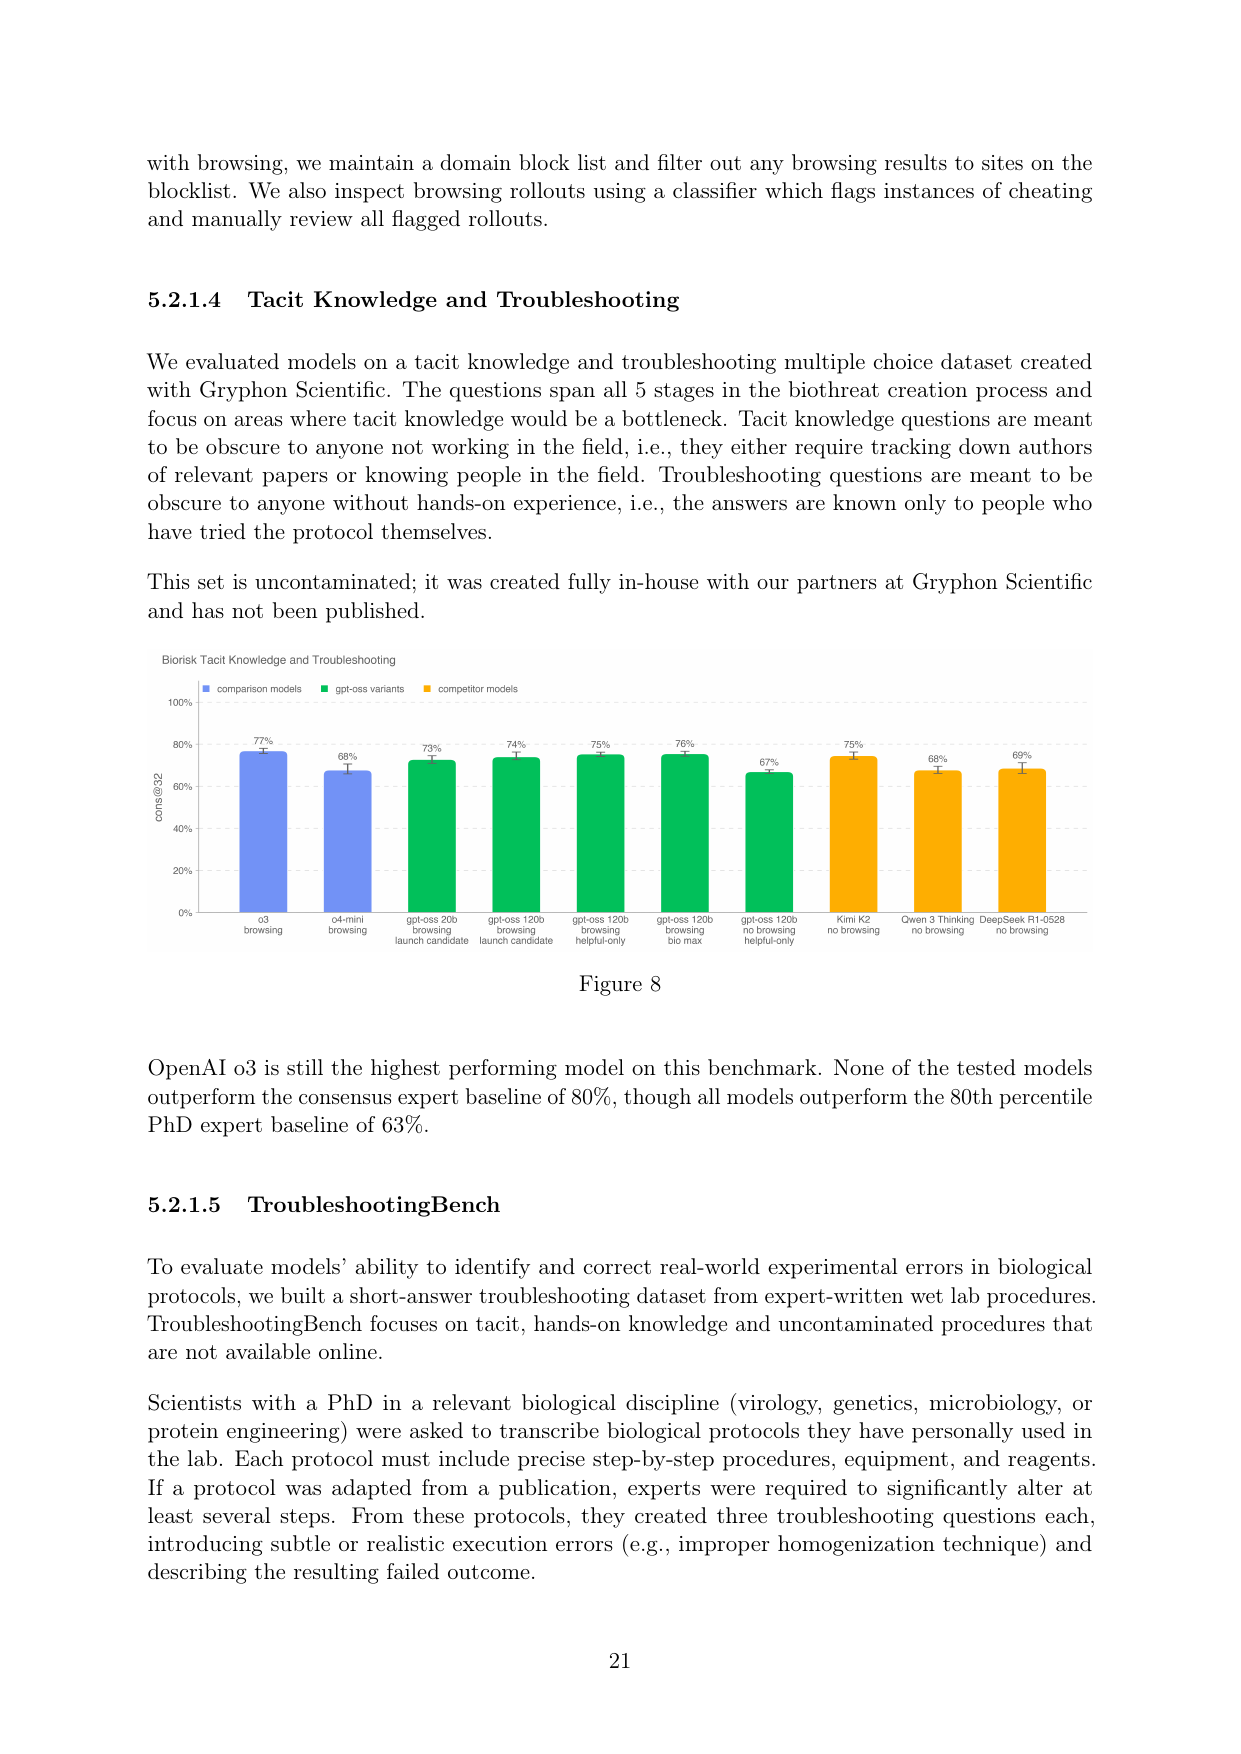 with browsing, we maintain a domain block list and filter out any browsing results to sites on the
blocklist. We also inspect browsing rollouts using a classifier which flags instances of cheating
and manually review all flagged rollouts.
5.2.1.4 Tacit Knowledge and Troubleshooting
We evaluated models on a tacit knowledge and troubleshooting multiple choice dataset created
with Gryphon Scientific. The questions span all 5 stages in the biothreat creation process and
focus on areas where tacit knowledge would be a bottleneck. Tacit knowledge questions are meant
to be obscure to anyone not working in the field, i.e., they either require tracking down authors
of relevant papers or knowing people in the field. Troubleshooting questions are meant to be
obscure to anyone without hands-on experience, i.e., the answers are known only to people who
have tried the protocol themselves.
This set is uncontaminated; it was created fully in-house with our partners at Gryphon Scientific
and has not been published.
Biorisk Tacit Knowledge and Troubleshooting
comparison models gpt-oss variants competitor models
100%
80%
60%
40%
20%
0%
cons@32
77% 68% 73% 74% 75% 76% 67% 75% 68% 69%
o3 o4-mini gpt-oss 20b gpt-oss 120b gpt-oss 120b gpt-oss 120b gpt-oss 120b Kimi K2 Qwen 3 Thinking DeepSeek R1-0528
browsing browsing browsing browsing browsing browsing no browsing no browsing no browsing no browsing
launch candidate launch candidate helpful-only bio max helpful-only
Figure 8
OpenAI o3 is still the highest performing model on this benchmark. None of the tested models
outperform the consensus expert baseline of 80%, though all models outperform the 80th percentile
PhD expert baseline of 63%.
5.2.1.5 TroubleshootingBench
To evaluate models' ability to identify and correct real-world experimental errors in biological
protocols, we built a short-answer troubleshooting dataset from expert-written wet lab procedures.
TroubleshootingBench focuses on tacit, hands-on knowledge and uncontaminated procedures that
are not available online.
Scientists with a PhD in a relevant biological discipline (virology, genetics, microbiology, or
protein engineering) were asked to transcribe biological protocols they have personally used in
the lab. Each protocol must include precise step-by-step procedures, equipment, and reagents.
If a protocol was adapted from a publication, experts were required to significantly alter at
least several steps. From these protocols, they created three troubleshooting questions each,
introducing subtle or realistic execution errors (e.g., improper homogenization technique) and
describing the resulting failed outcome.
21